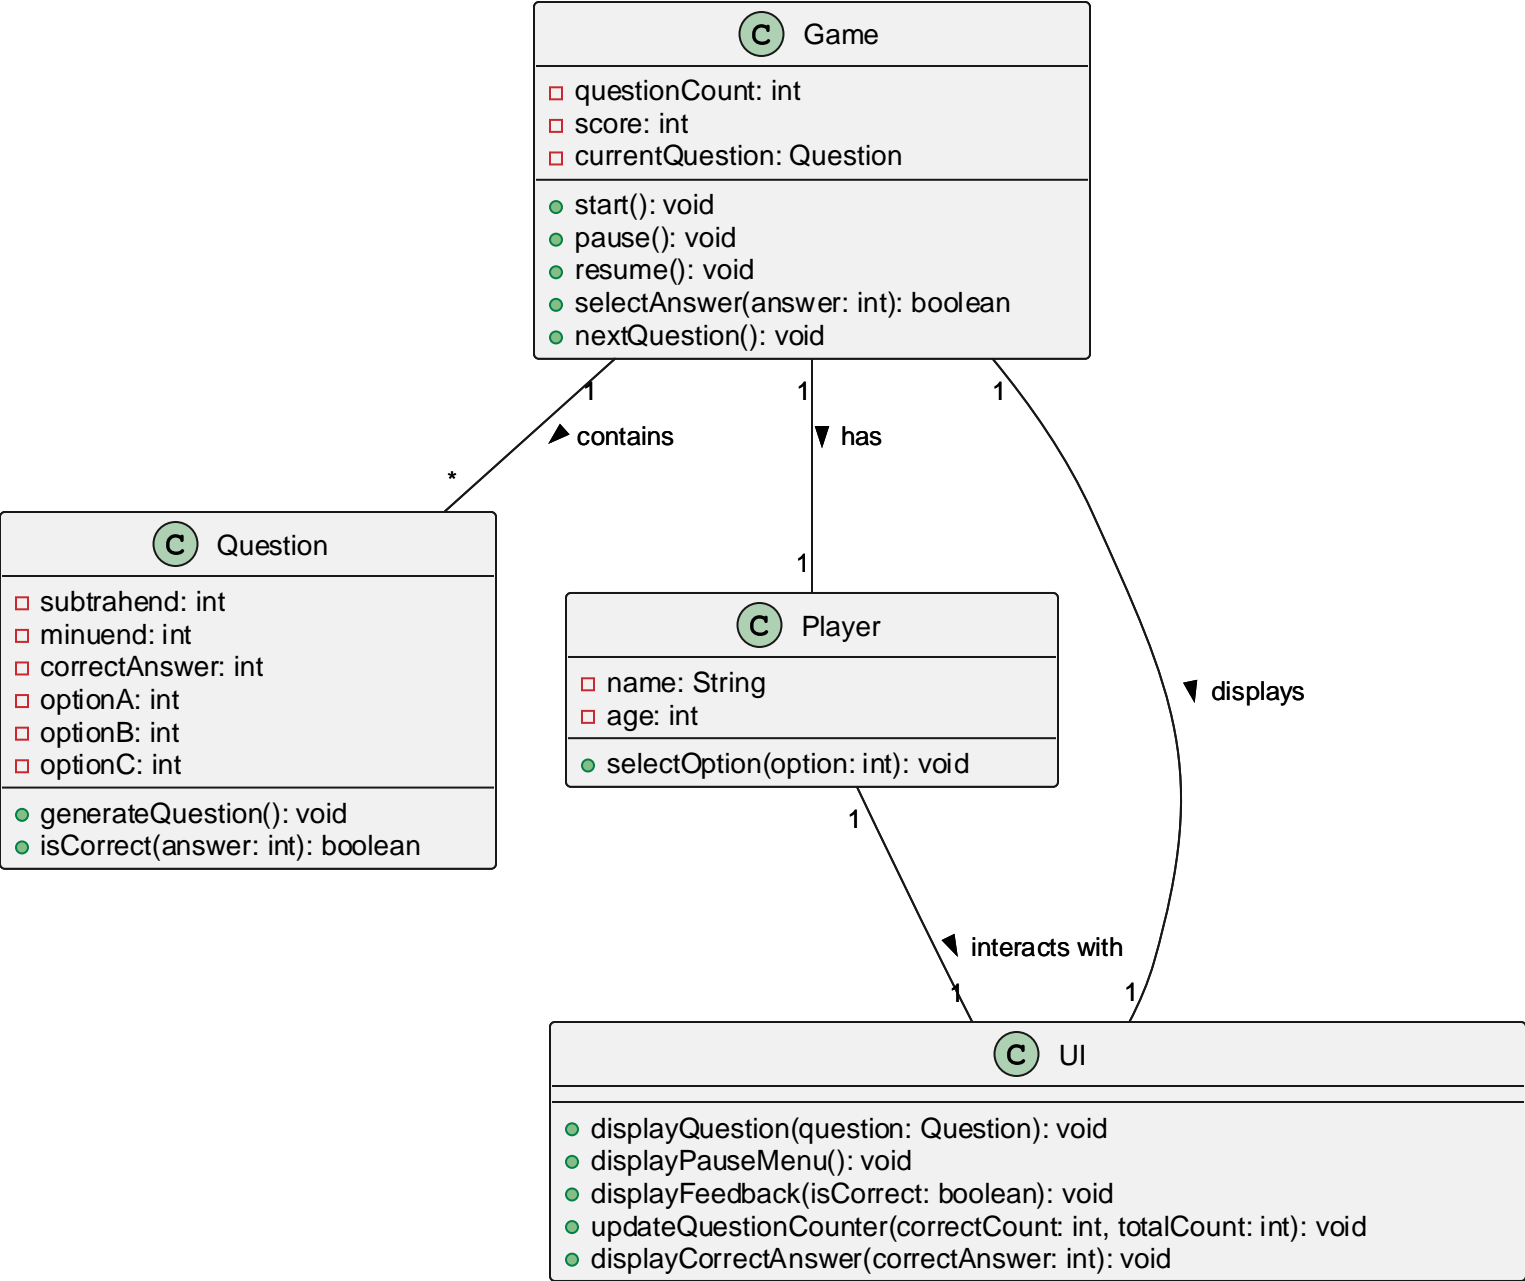 C Game
questionCount: int
score: int
currentQuestion: Question
start(): void
pause(): void
resume(): void
selectAnswer(answer: int): boolean
nextQuestion(): void
1
1
1
contains
has
*
C Question
subtrahend: int
minuend: int
correctAnswer: int
optionA: int
optionB: int
optionC: int
generateQuestion(): void
isCorrect(answer: int): boolean
1
C Player
name: String
age: int
selectOption(option: int): void
displays
1
interacts with
1
1
C UI
displayQuestion(question: Question): void
displayPauseMenu(): void
displayFeedback(isCorrect: boolean): void
updateQuestionCounter(correctCount: int, totalCount: int): void
displayCorrectAnswer(correctAnswer: int): void